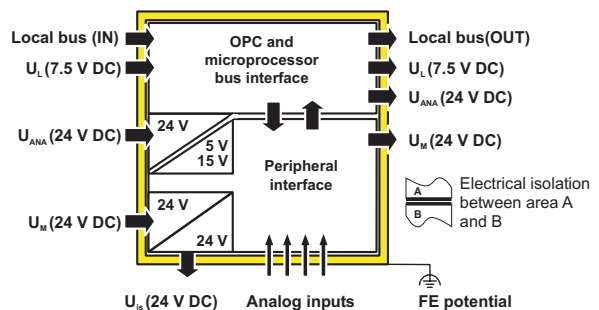 Local bus (IN)
OPC and
microprocessor
bus interface
Local bus(OUT)
UL (7.5 V DC)
UL (7.5 V DC)
UANA (24 V DC)
UANA (24 V DC)
24 V
5 V
15 V
UM (24 V DC)
Peripheral
interface
A
B
Electrical isolation
between area A
and B
UM (24 V DC)
24 V
24 V
Uis (24 V DC)
Analog inputs
FE potential